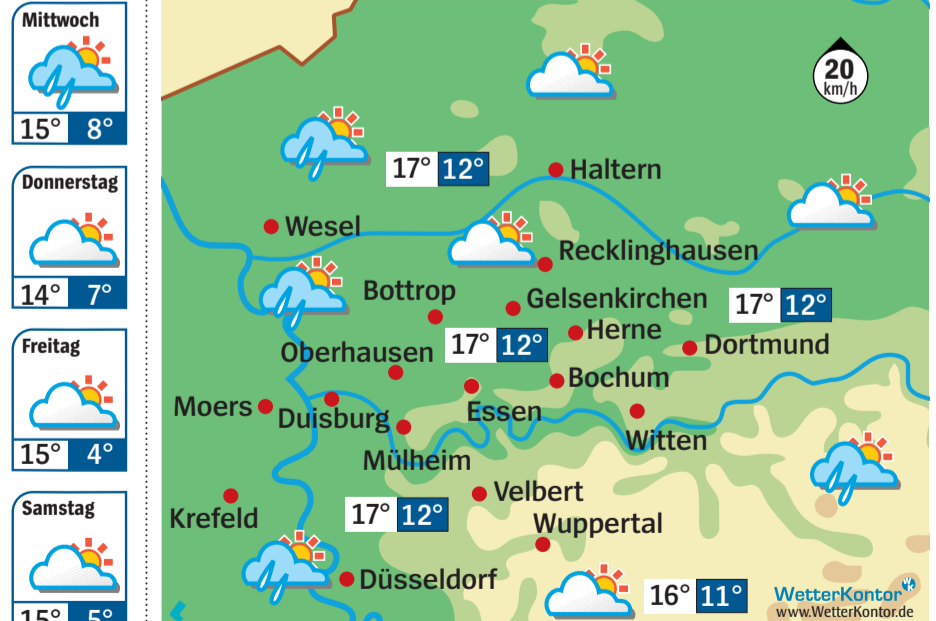 Mittwoch
15° 8°
Donnerstag
14° 7°
Freitag
15° 4°
Samstag
15° 5°
20
km/h
17° 12°
Haltern
Wesel
Recklinghausen
Bottrop
Gelsenkirchen
17° 12°
Herne
17° 12°
Dortmund
Oberhausen
Bochum
Moers
Duisburg
Essen
Witten
Mülheim
Velbert
Krefeld
17° 12°
Wuppertal
Düsseldorf
16° 11°
WetterKontor
www.WetterKontor.de